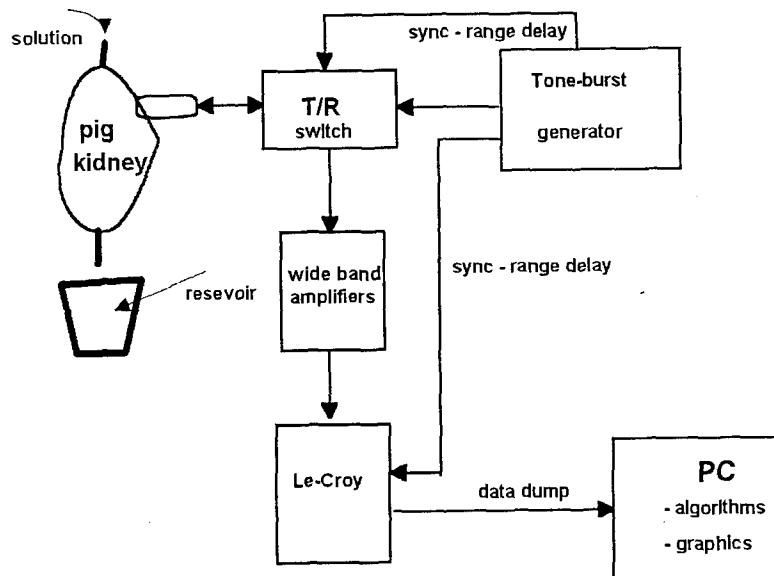 solution
sync - range delay
Tone-burst
generator
T/R
switch
pig
kidney
wide band
amplifiers
sync - range delay
resevoir
Le-Croy
data dump
PC
- algorithms
- graphics